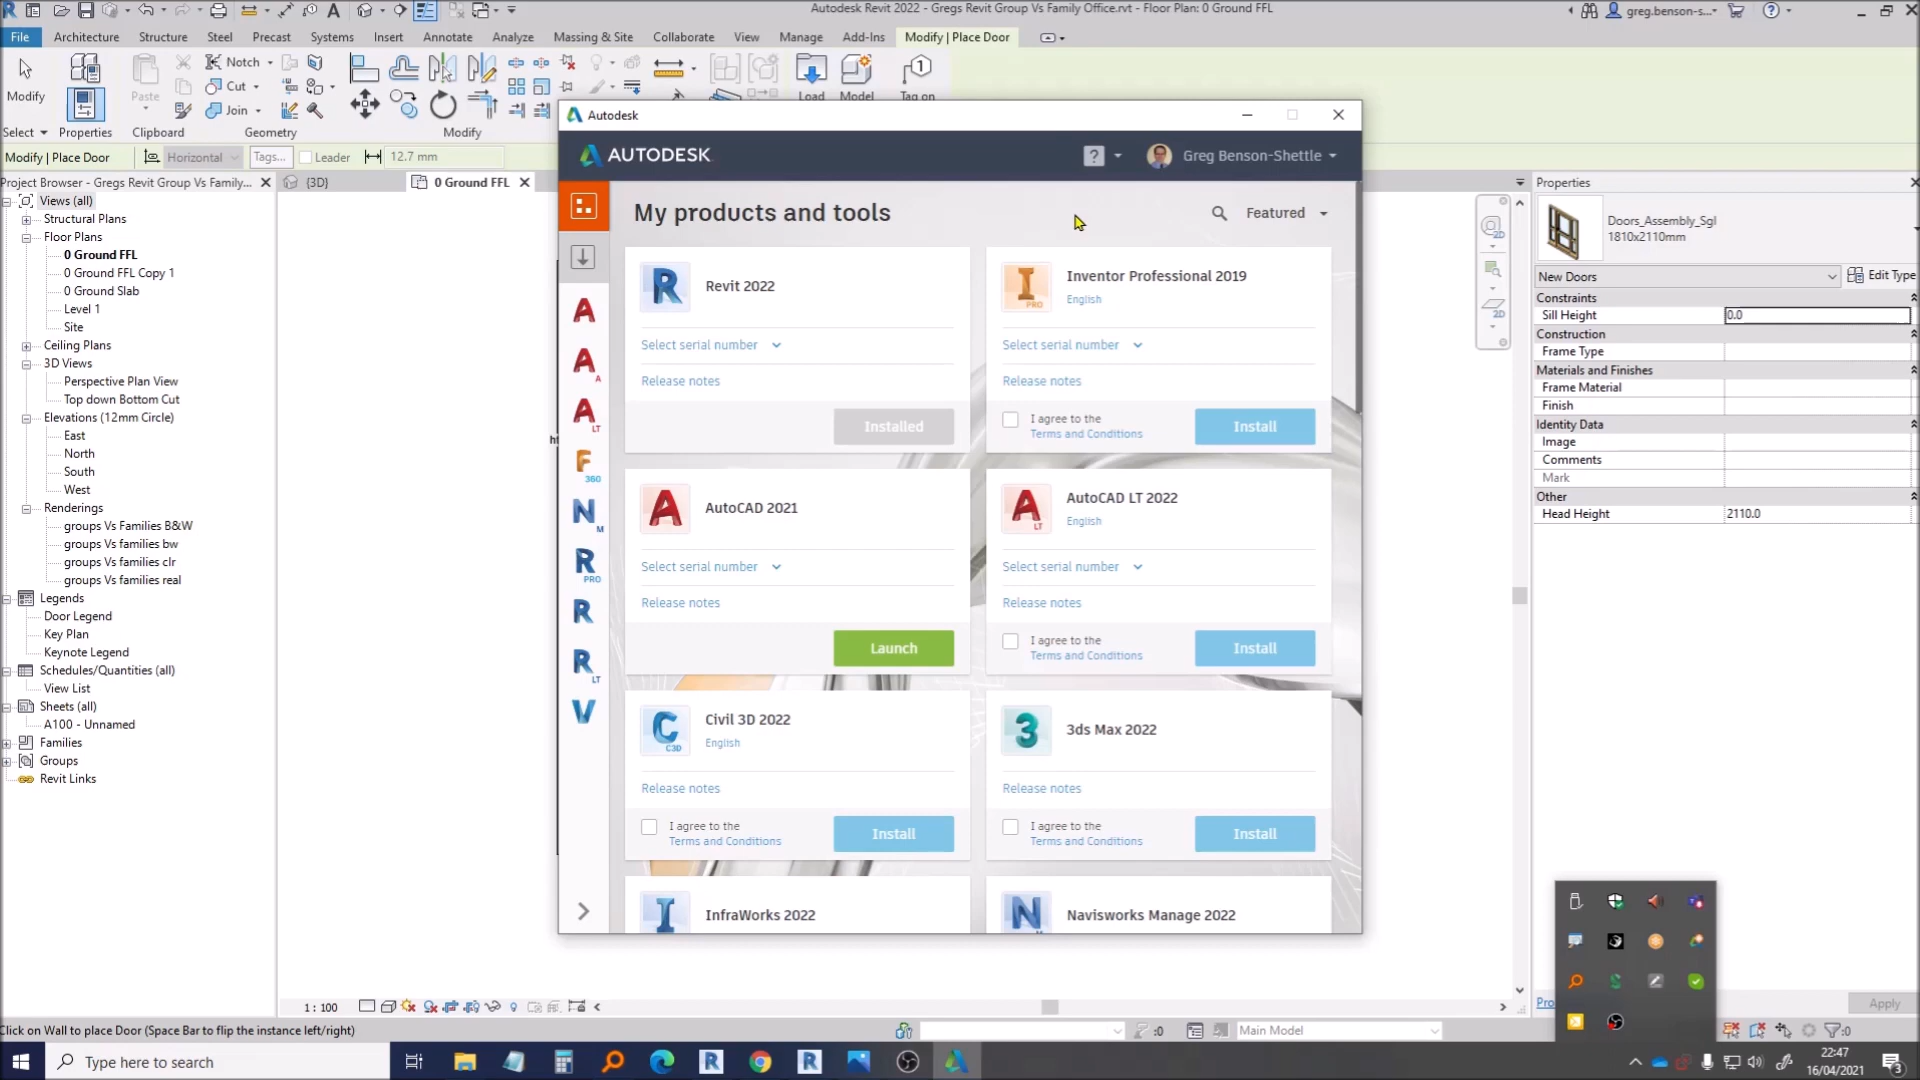 Autodesk Revit 2022 - Gregs Revit Group Vs Family Office.rvt - Floor Plan: 0 Ground FFL
greg.benson-s...
File Architecture Structure Steel Precast Systems Insert Annotate Analyze Massing & Site Collaborate View Manage Add-Ins Modify | Place Door
Notch
Cut
Join
Modify
Paste
Load
Model
Tag on
Select Properties Clipboard Geometry Modify
Modify | Place Door Horizontal Tags... Leader 12.7 mm
Project Browser - Gregs Revit Group Vs Family...
{3D}
0 Ground FFL
Views (all)
Structural Plans
Floor Plans
0 Ground FFL
0 Ground FFL Copy 1
0 Ground Slab
Level 1
Site
Ceiling Plans
3D Views
Perspective Plan View
Top down Bottom Cut
Elevations (12mm Circle)
East
North
South
West
Renderings
groups Vs Families B&W
groups Vs families bw
groups Vs families clr
groups Vs families real
Legends
Door Legend
Key Plan
Keynote Legend
Schedules/Quantities (all)
View List
Sheets (all)
A100 - Unnamed
Families
Groups
Revit Links
Autodesk
AUTODESK
? Greg Benson-Shettle
My products and tools
Featured
Revit 2022
Select serial number
Release notes
Installed
Inventor Professional 2019
English
Select serial number
Release notes
I agree to the
Terms and Conditions
Install
AutoCAD 2021
Select serial number
Release notes
Launch
AutoCAD LT 2022
English
Select serial number
Release notes
I agree to the
Terms and Conditions
Install
Civil 3D 2022
English
Release notes
I agree to the
Terms and Conditions
Install
3ds Max 2022
Release notes
I agree to the
Terms and Conditions
Install
InfraWorks 2022
Navisworks Manage 2022
Properties
Doors_Assembly_Sgl
1810x2110mm
New Doors Edit Type
Constraints
Sill Height 0.0
Construction
Frame Type
Materials and Finishes
Frame Material
Finish
Identity Data
Image
Comments
Mark
Other
Head Height 2110.0
Apply
1 : 100
Click on Wall to place Door (Space Bar to flip the instance left/right)
:0
Main Model
:0
Type here to search
22:47
16/04/2021